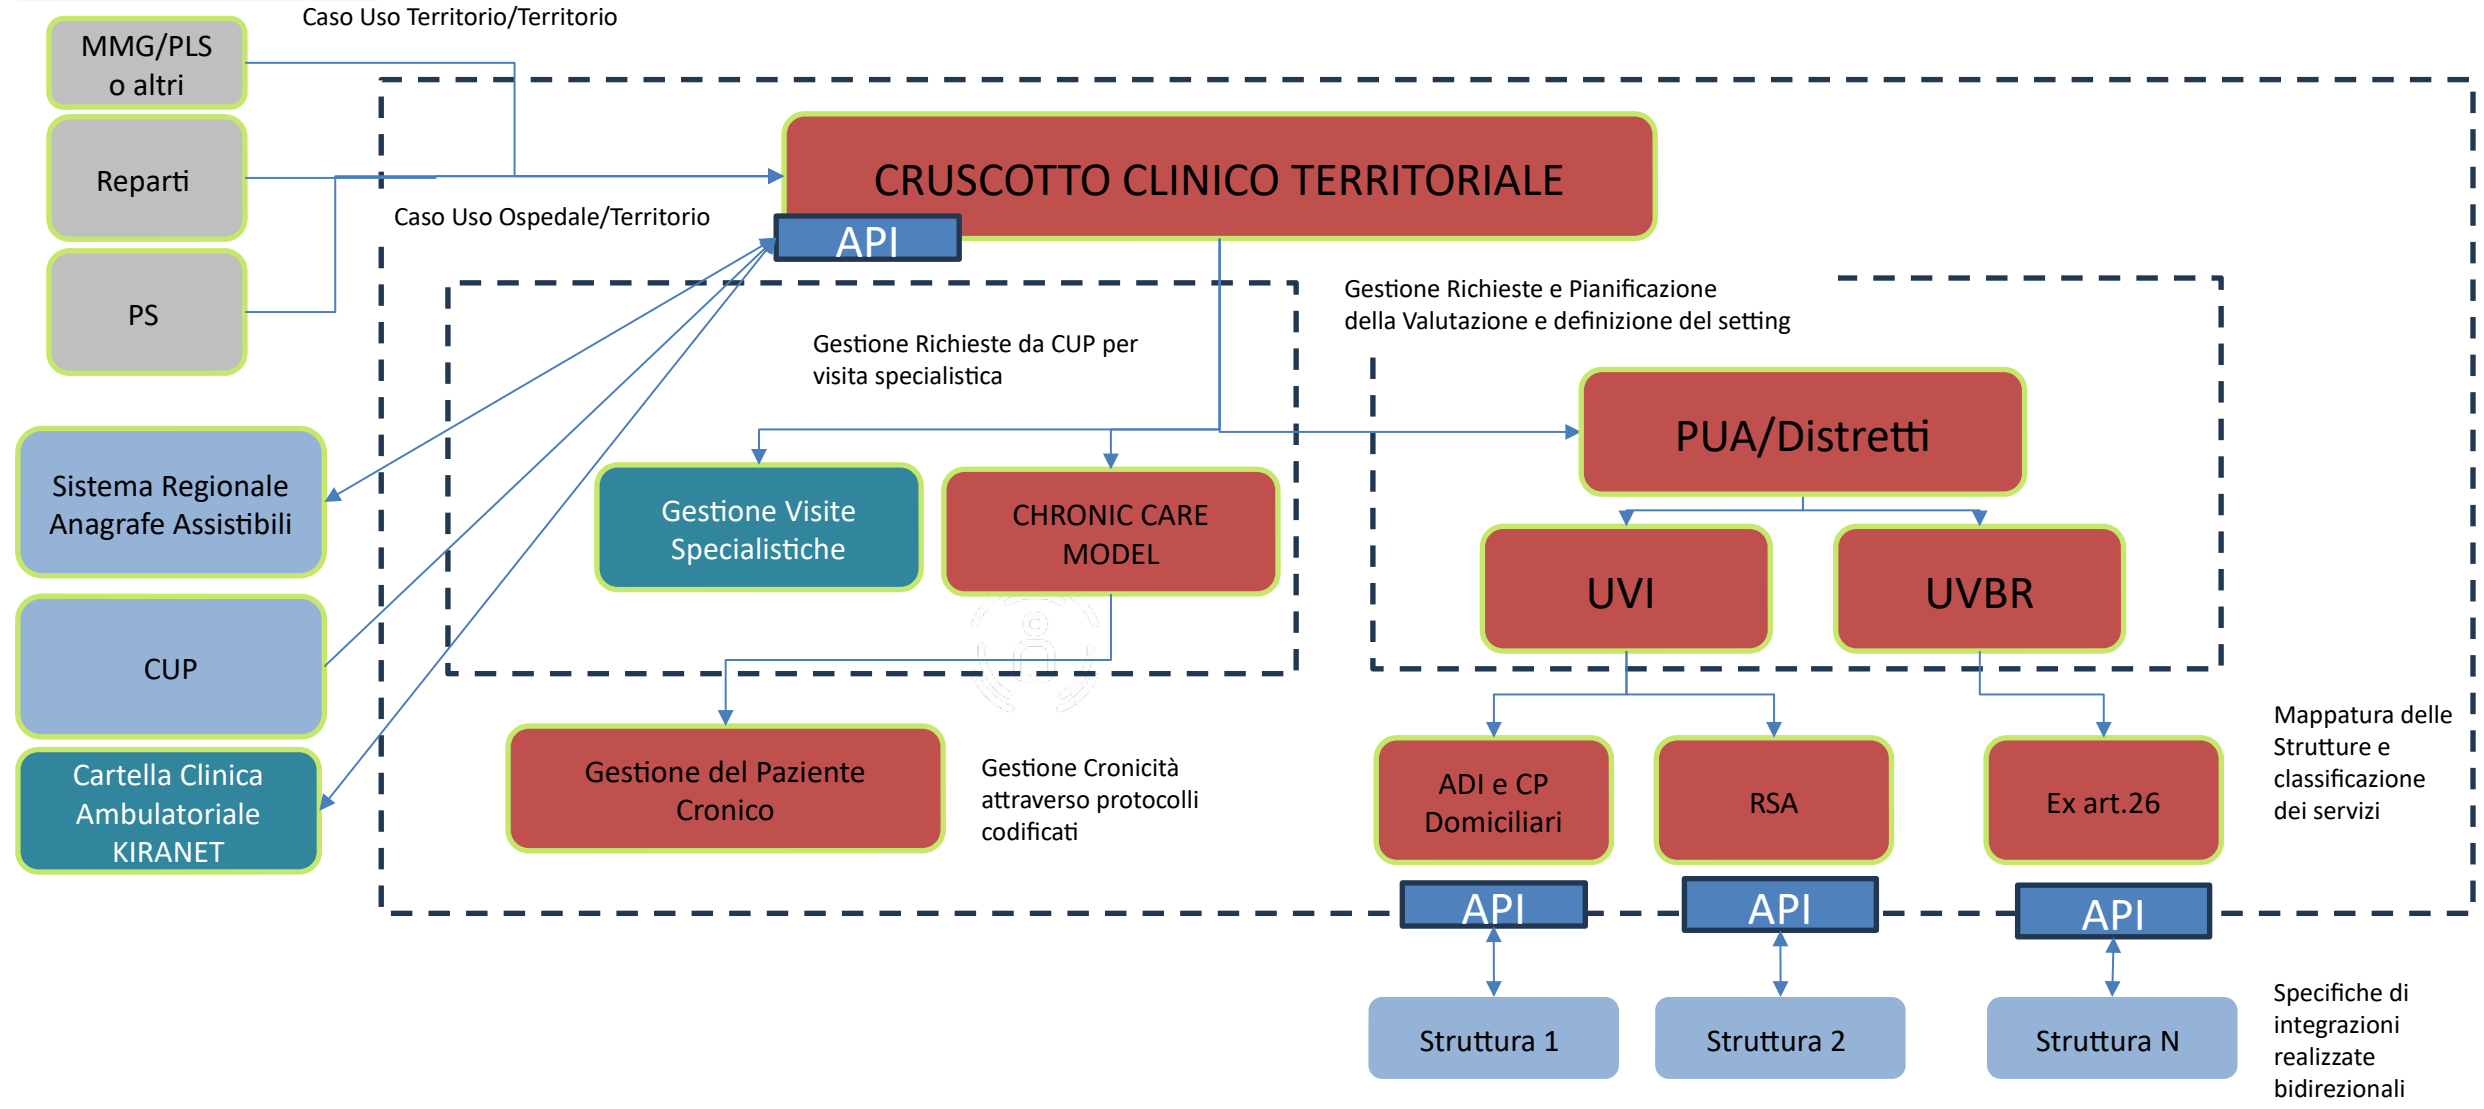 Caso Uso Territorio/Territorio
MMG/PLS
o altri
Reparti
PS
CRUSCOTTO CLINICO TERRITORIALE
Caso Uso Ospedale/Territorio
API
Gestione Richieste e Pianificazione
della Valutazione e definizione del setting
Gestione Richieste da CUP per
visita specialistica
PUA/Distretti
Sistema Regionale
Anagrafe Assistibili
Gestione Visite
Specialistiche
CHRONIC CARE
MODEL
UVI
UVBR
CUP
Cartella Clinica
Ambulatoriale
KIRANET
Gestione del Paziente
Cronico
Gestione Cronicità
attraverso protocolli
codificati
ADI e CP
Domiciliari
RSA
Ex art.26
Mappatura delle
Strutture e
classificazione
dei servizi
API
API
API
Struttura 1
Struttura 2
Struttura N
Specifiche di
integrazioni
realizzate
bidirezionali